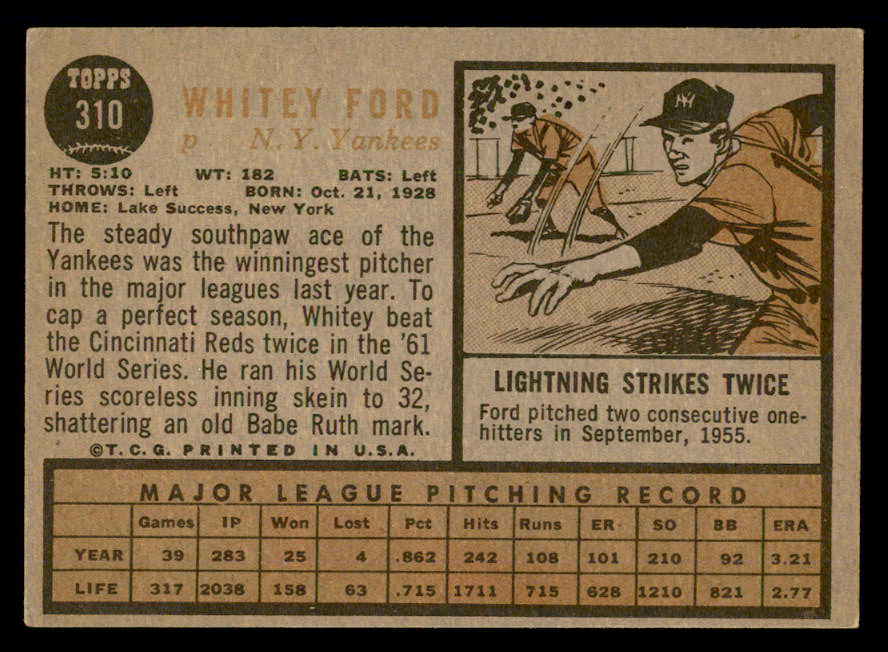 TOPPS
310
WHITEY FORD
p N. Y. Yankees
HT: 5:10 WT: 182 BATS: Left
THROWS: Left BORN: Oct. 21, 1928
HOME: Lake Success, New York
The steady southpaw ace of the
Yankees was the winningest pitcher
in the major leagues last year. To
cap a perfect season, Whitey beat
the Cincinnati Reds twice in the '61
World Series. He ran his World Se-
ries scoreless inning skein to 32,
shattering an old Babe Ruth mark.
©T.C.G. PRINTED IN U.S.A.
NY
LIGHTNING STRIKES TWICE
Ford pitched two consecutive one-
hitters in September, 1955.
MAJOR LEAGUE PITCHING RECORD
Games IP Won Lost Pct Hits Runs ER SO BB ERA
YEAR 39 283 25 4 .862 242 108 101 210 92 3.21
LIFE 317 2038 158 63 .715 1711 715 628 1210 821 2.77